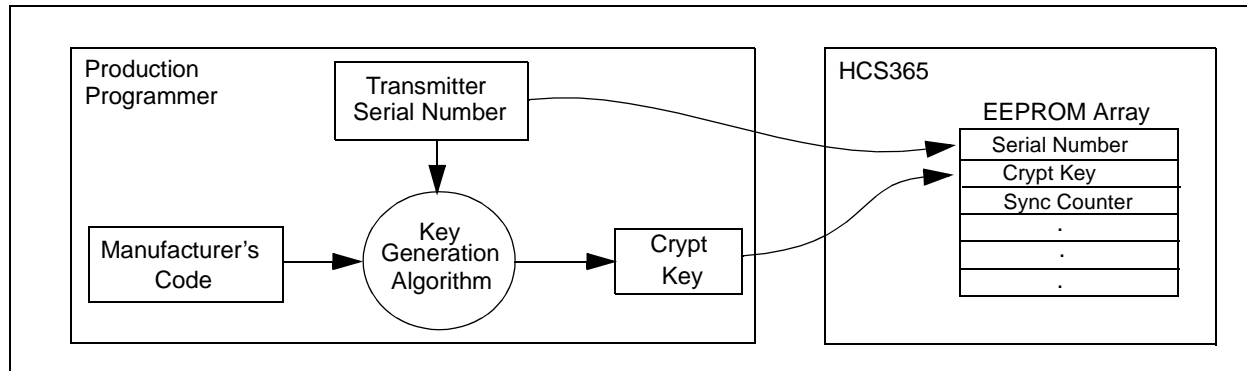 Production
Programmer
Transmitter
Serial Number
Manufacturer’s
Code
Key
Generation
Algorithm
Crypt
Key
HCS365
EEPROM Array
Serial Number
Crypt Key
Sync Counter
.
.
.